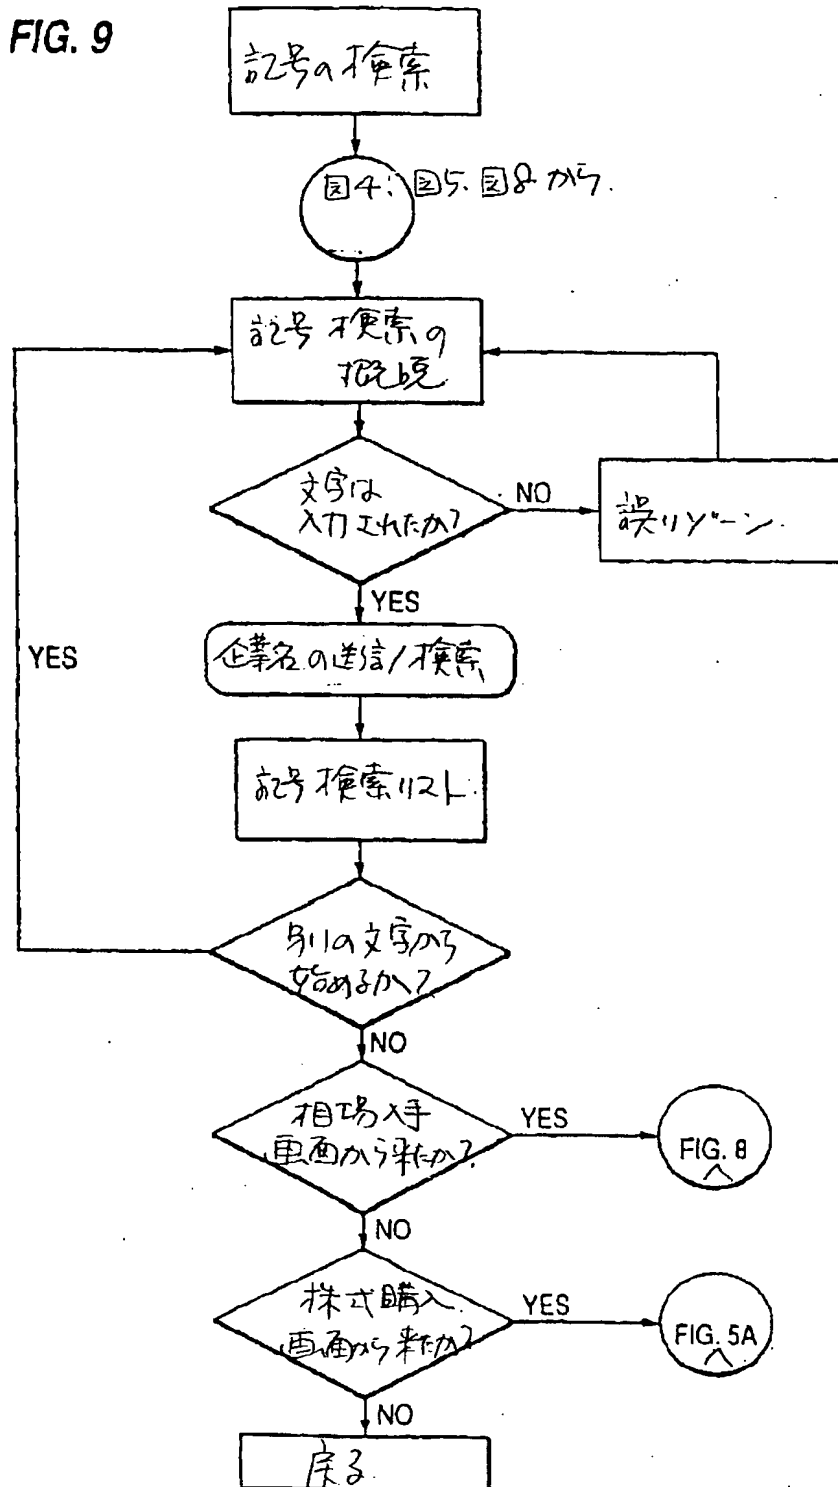 FIG. 9
記号の検索
図4: 図5. 図8 から.
記号 検索の
概観
文字は
入力されたか?
NO
誤りゾーン.
YES
企業名の送信/検索
YES
記号 検索リスト
別の文字から
始めるか?
NO
相場入手
画面から来たか?
YES
FIG. 8
へ
NO
株式購入
画面から来たか?
YES
FIG. 5A
へ
NO
戻る